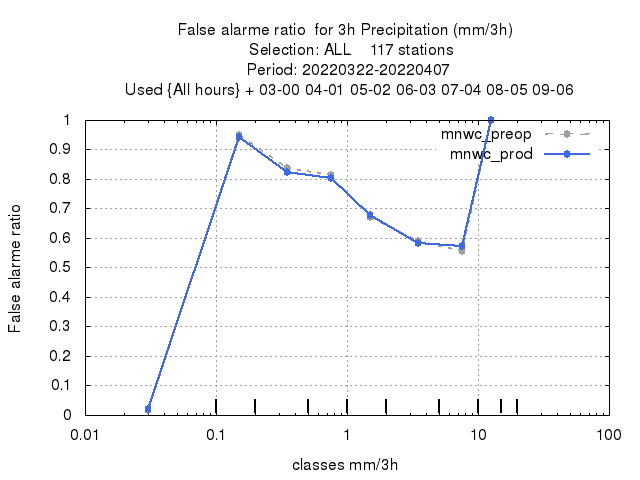 False alarme ratio  for 3h Precipitation (mm/3h)
Selection: ALL    117 stations
Period: 20220322-20220407
Used {All hours} + 03-00 04-01 05-02 06-03 07-04 08-05 09-06
mnwc_preop
mnwc_prod
1
0.9
0.8
0.7
0.6
0.5
0.4
0.3
0.2
0.1
0
False alarme ratio
0.01 0.1 1 10 100
classes mm/3h